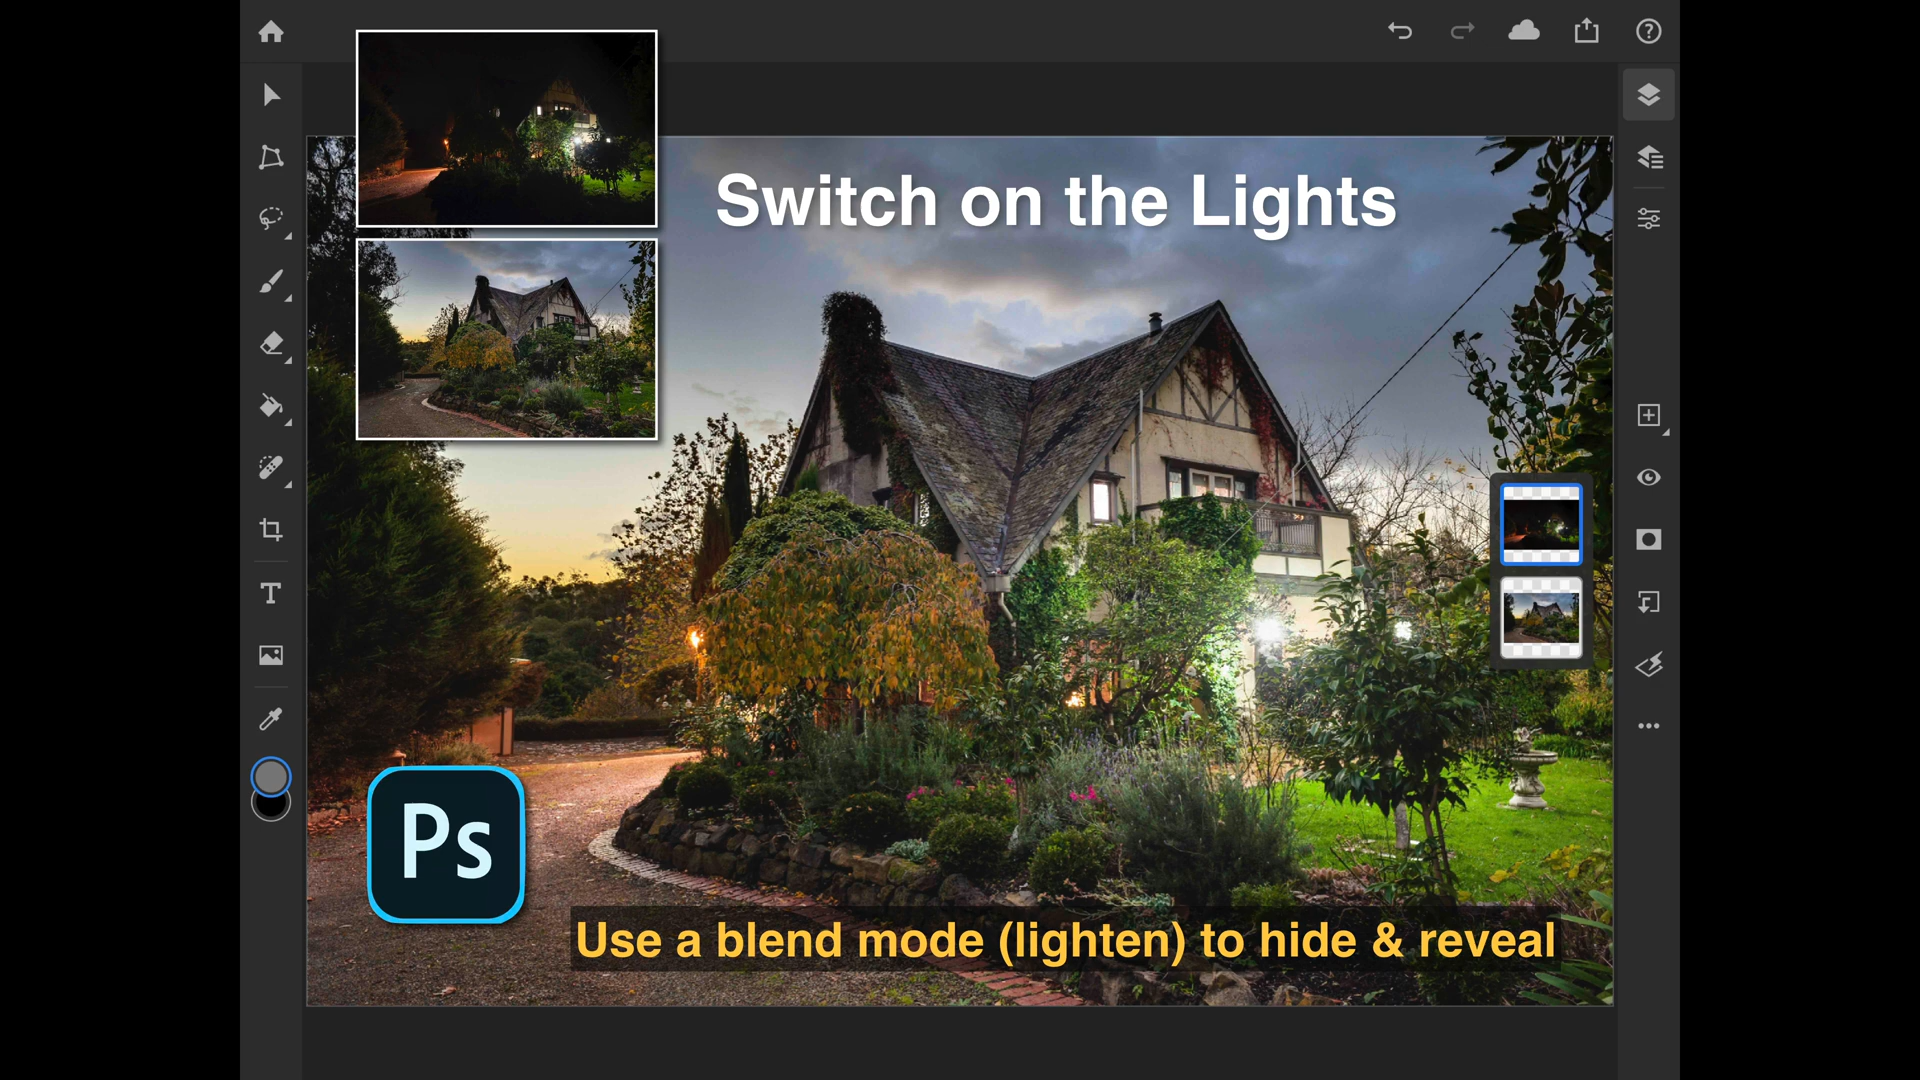 Switch on the Lights
Ps
Use a blend mode (lighten) to hide & reveal